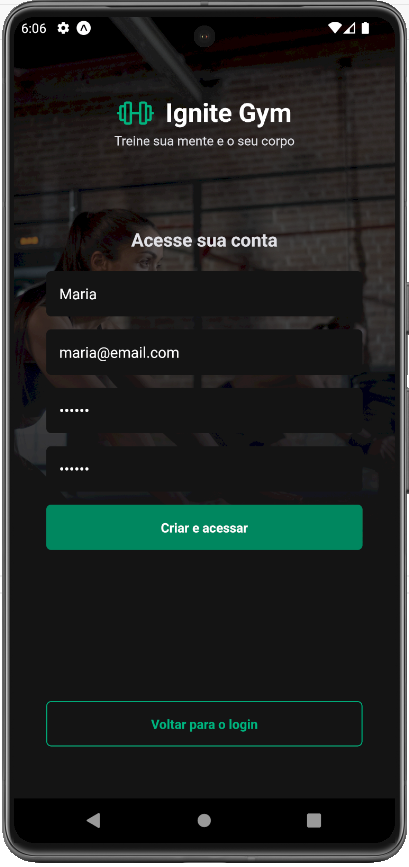 6:06
Ignite Gym
Treine sua mente e o seu corpo
Acesse sua conta
Maria
maria@email.com
••••••
••••••
Criar e acessar
Voltar para o login